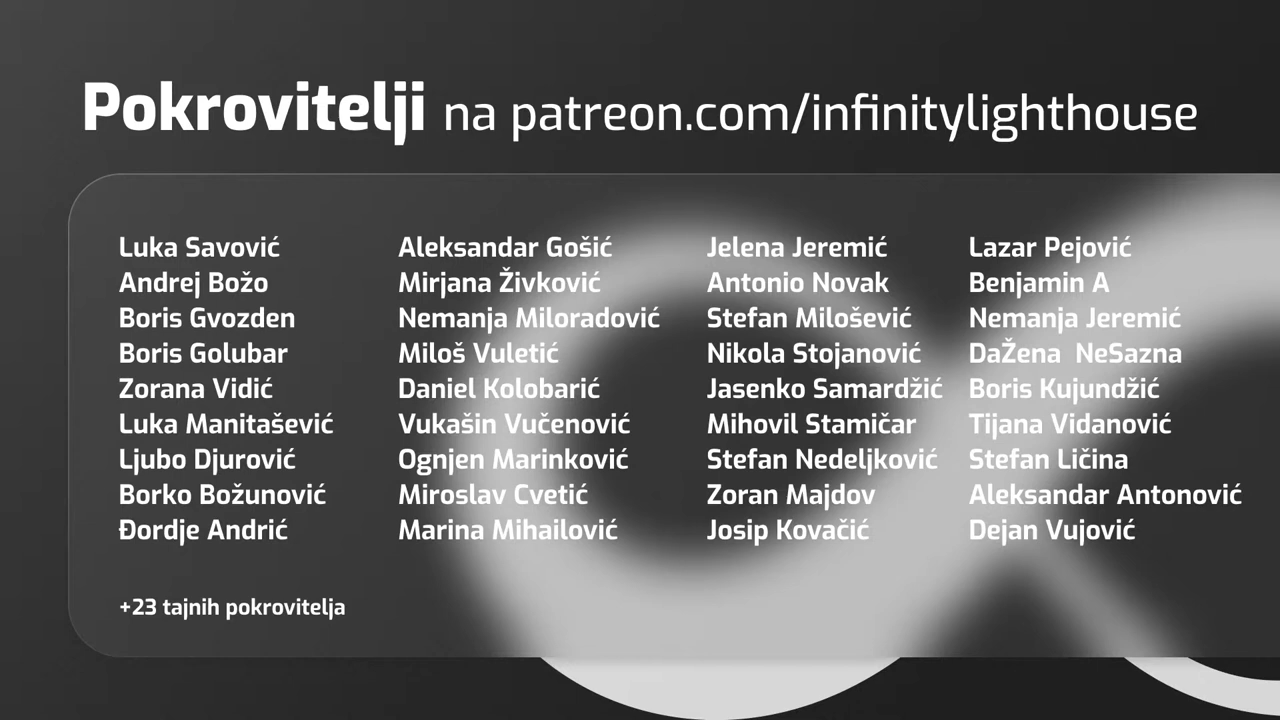 Pokrovitelji na patreon.com/infinitylighthouse
Luka Savović
Andrej Božo
Boris Gvozden
Boris Golubar
Zorana Vidić
Luka Manitašević
Ljubo Djurović
Borko Božunović
Đordje Andrić
Aleksandar Gošić
Mirjana Živković
Nemanja Miloradović
Miloš Vuletić
Daniel Kolobarić
Vukašin Vučenović
Ognjen Marinković
Miroslav Cvetić
Marina Mihailović
Jelena Jeremić
Antonio Novak
Stefan Milošević
Nikola Stojanović
Jasenko Samardžić
Mihovil Stamičar
Stefan Nedeljković
Zoran Majdov
Josip Kovačić
Lazar Pejović
Benjamin A
Nemanja Jeremić
DaŽena  NeSazna
Boris Kujundžić
Tijana Vidanović
Stefan Ličina
Aleksandar Antonović
Dejan Vujović
+23 tajnih pokrovitelja